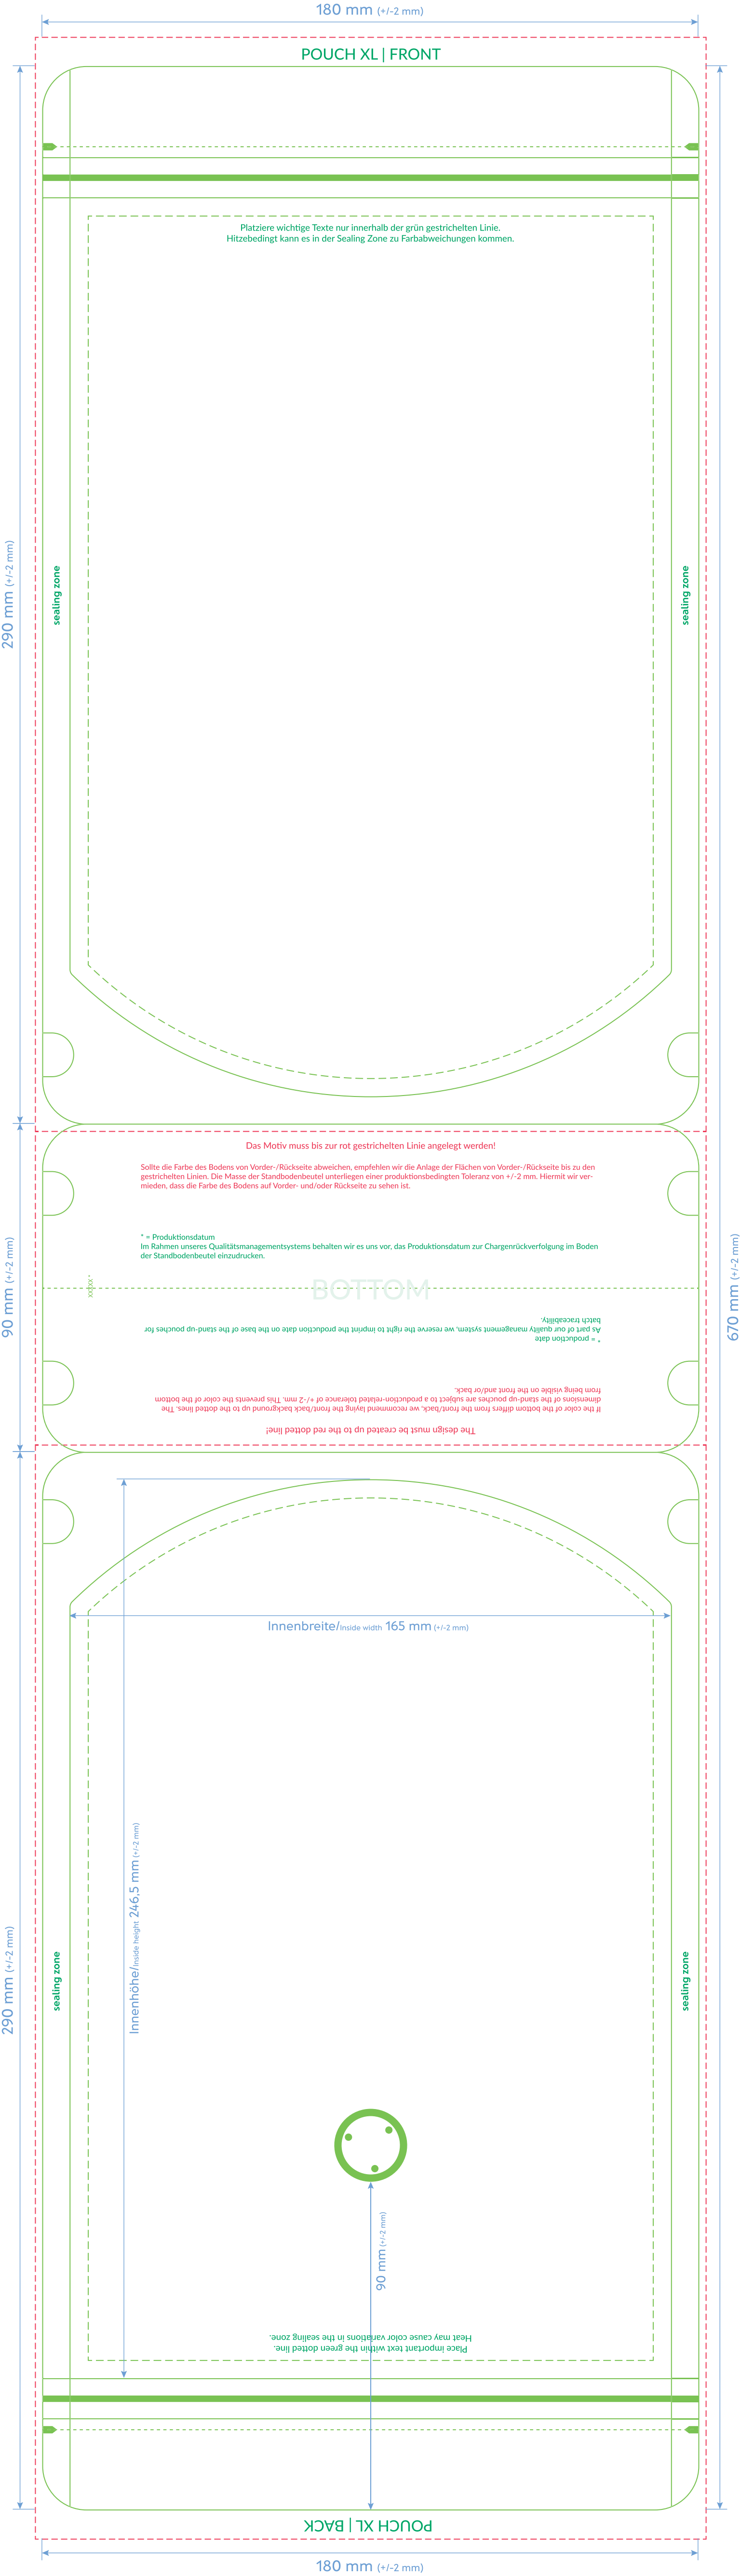 180 mm (+/-2 mm)
POUCH XL | FRONT
Platziere wichtige Texte nur innerhalb der grün gestrichelten Linie.
Hitzebedingt kann es in der Sealing Zone zu Farbabweichungen kommen.
290 mm (+/-2 mm)
sealing zone
sealing zone
Das Motiv muss bis zur rot gestrichelten Linie angelegt werden!
Sollte die Farbe des Bodens von Vorder-/Rückseite abweichen, empfehlen wir die Anlage der Flächen von Vorder-/Rückseite bis zu den
gestrichelten Linien. Die Masse der Standbodenbeutel unterliegen einer produktionsbedingten Toleranz von +/-2 mm. Hiermit wir ver-
mieden, dass die Farbe des Bodens auf Vorder- und/oder Rückseite zu sehen ist.
* = Produktionsdatum
Im Rahmen unseres Qualitätsmanagementsystems behalten wir es uns vor, das Produktionsdatum zur Chargenrückverfolgung im Boden
der Standbodenbeutel einzudrucken.
90 mm (+/-2 mm)
XXXXX *
BOTTOM
670 mm (+/-2 mm)
* = production date
As part of our quality management system, we reserve the right to imprint the production date on the base of the stand-up pouches for
batch traceability.
The design must be created up to the red dotted line!
If the color of the bottom differs from the front/back, we recommend laying the front/back background up to the dotted lines. The
dimensions of the stand-up pouches are subject to a production-related tolerance of +/-2 mm. This prevents the color of the bottom
from being visible on the front and/or back.
Innenbreite/Inside width 165 mm (+/-2 mm)
Innenhöhe/Inside height 246,5 mm (+/-2 mm)
290 mm (+/-2 mm)
sealing zone
sealing zone
90 mm (+/-2 mm)
Place important text within the green dotted line.
Heat may cause color variations in the sealing zone.
POUCH XL | BACK
180 mm (+/-2 mm)